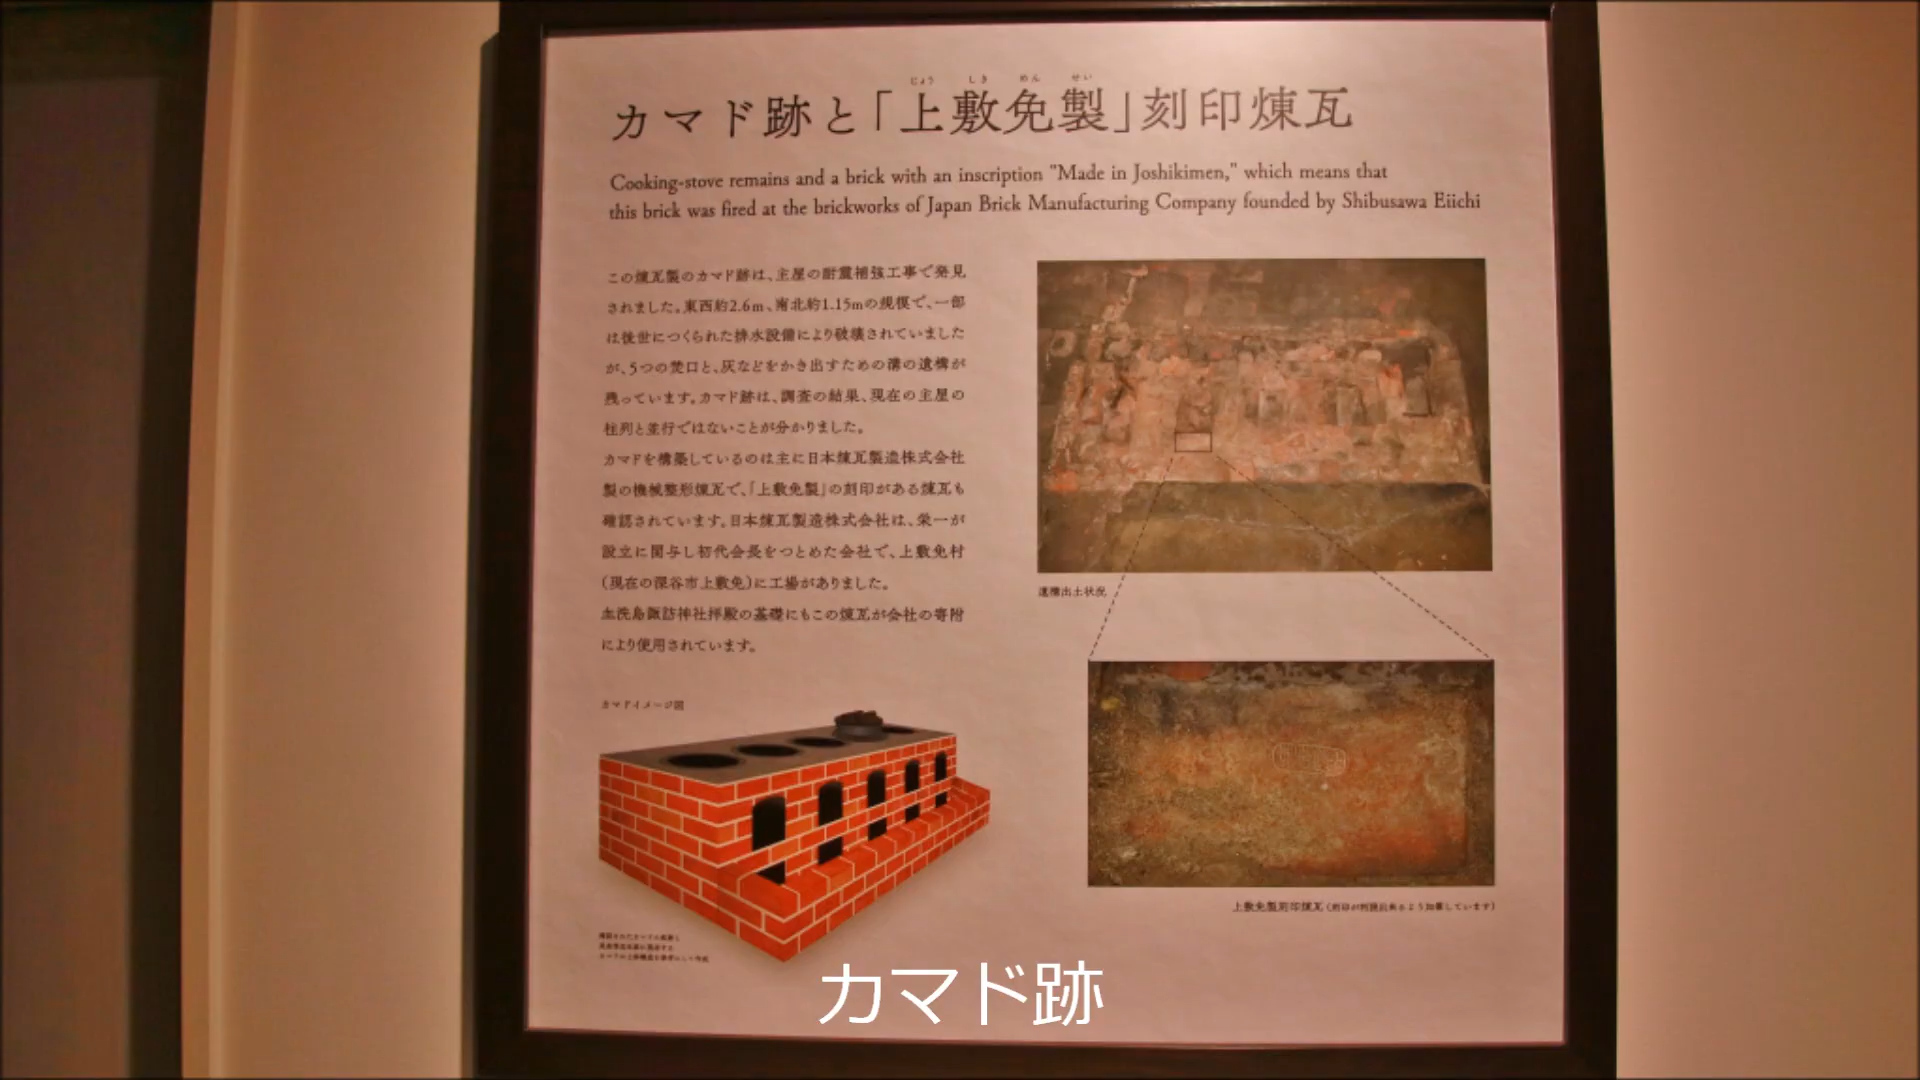 じょう しき めん せい
カマド跡と「上敷免製」刻印煉瓦
Cooking-stove remains and a brick with an inscription "Made in Joshikimen," which means that
this brick was fired at the brickworks of Japan Brick Manufacturing Company founded by Shibusawa Eiichi
この煉瓦製のカマド跡は、主屋の耐震補強工事で発見
されました。東西約2.6m、南北約1.15mの規模で、一部
は後世につくられた排水設備により破壊されていました
が、5つの焚口と、灰などをかき出すための溝の遺構が
残っています。カマド跡は、調査の結果、現在の主屋の
柱列と並行ではないことが分かりました。
カマドを構築しているのは主に日本煉瓦製造株式会社
製の機械整形煉瓦で、「上敷免製」の刻印がある煉瓦も
確認されています。日本煉瓦製造株式会社は、栄一が
設立に関与し初代会長をつとめた会社で、上敷免村
(現在の深谷市上敷免)に工場がありました。
血洗島諏訪神社拝殿の基礎にもこの煉瓦が会社の寄附
により使用されています。
遺構出土状況
カマドイメージ図
上敷免製刻印煉瓦
カマド跡